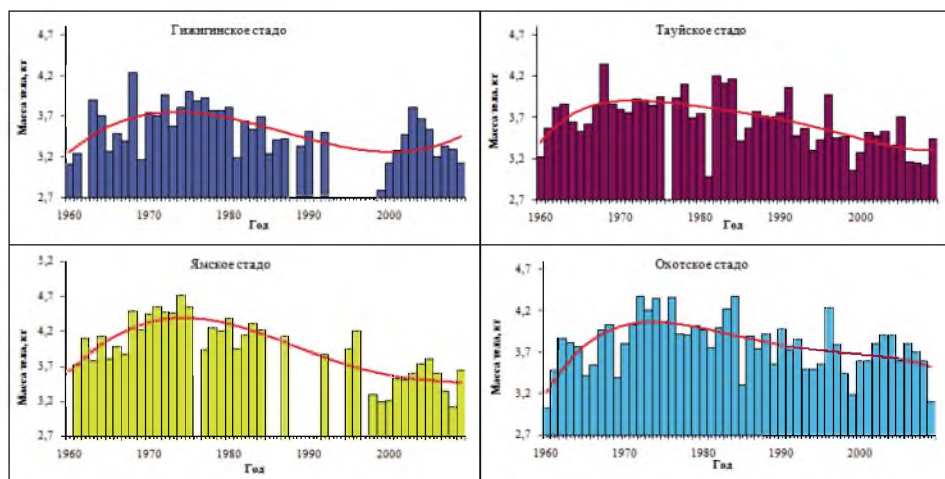 Гижигинское стадо
Масса тела, кг
4,7
4,2
3,7
3,2
2,7
1960 1970 1980 1990 2000
Год
Тауйское стадо
Масса тела, кг
4,7
4,2
3,7
3,2
2,7
1960 1970 1980 1990 2000
Год
Ямское стадо
Масса тела, кг
5,2
4,7
4,2
3,7
3,2
2,7
1960 1970 1980 1990 2000
Год
Охотское стадо
Масса тела, кг
4,7
4,2
3,7
3,2
2,7
1960 1970 1980 1990 2000
Год